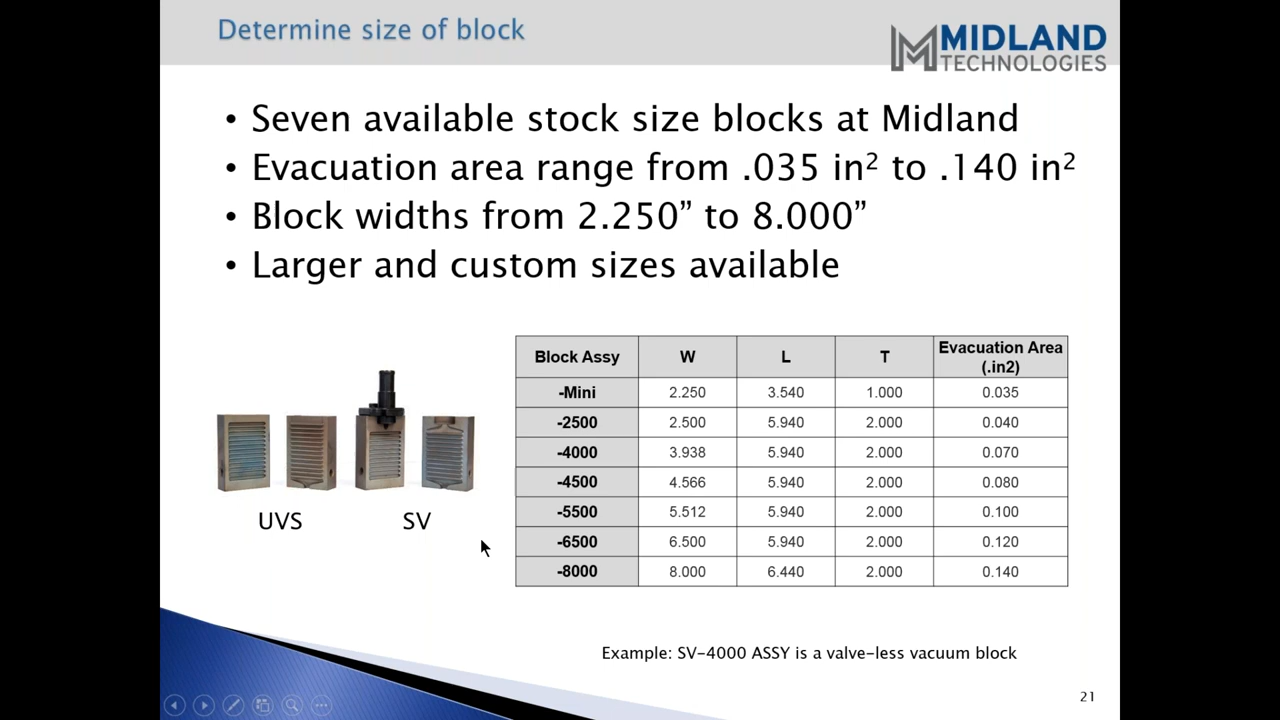 Determine size of block
MIDLAND
TECHNOLOGIES
• Seven available stock size blocks at Midland
• Evacuation area range from .035 in² to .140 in²
• Block widths from 2.250” to 8.000”
• Larger and custom sizes available
Block Assy W L T Evacuation Area (.in2)
-Mini 2.250 3.540 1.000 0.035
-2500 2.500 5.940 2.000 0.040
-4000 3.938 5.940 2.000 0.070
-4500 4.566 5.940 2.000 0.080
-5500 5.512 5.940 2.000 0.100
-6500 6.500 5.940 2.000 0.120
-8000 8.000 6.440 2.000 0.140
UVS SV
Example: SV-4000 ASSY is a valve-less vacuum block
21